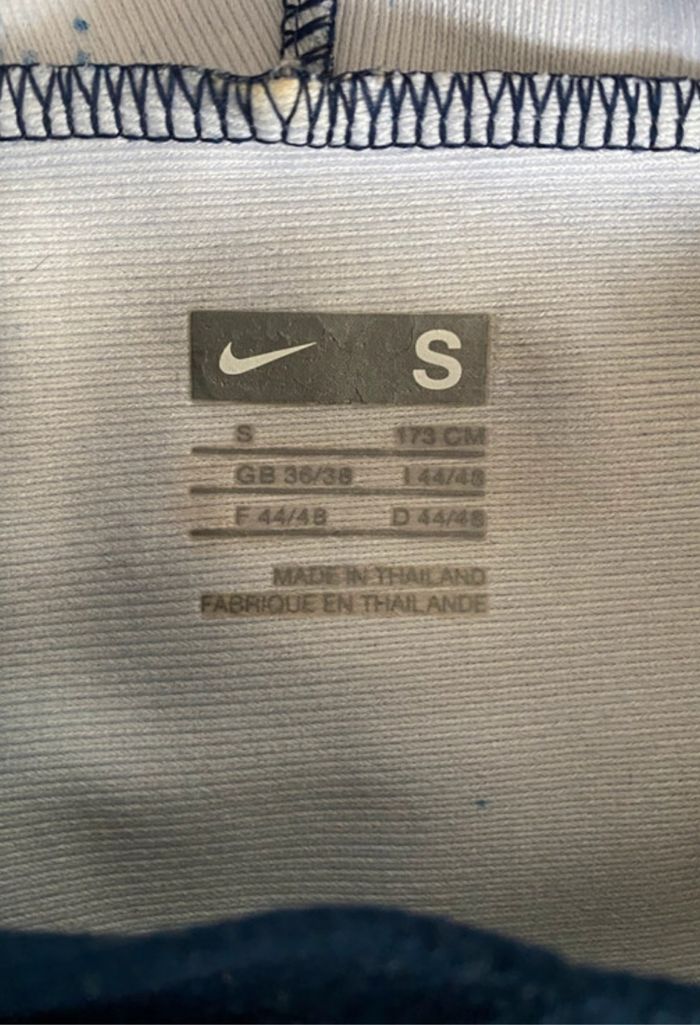 S
S 173 CM
GB 36/38 I 44/48
F 44/48 D 44/48
MADE IN THAILAND
FABRIQUE EN THAILANDE